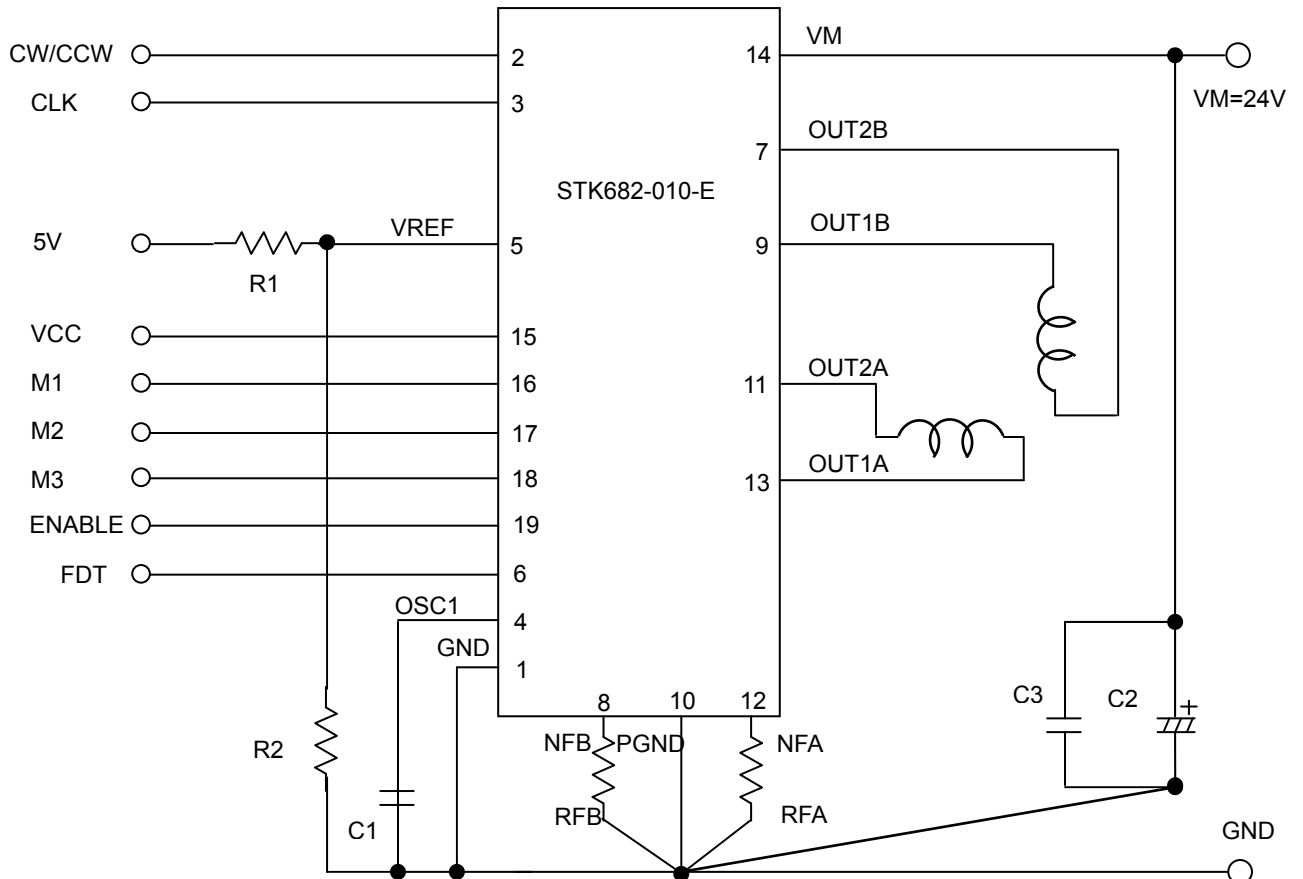 CW/CCW
2
14
VM
CLK
3
VM=24V
OUT2B
7
STK682-010-E
OUT1B
5V
VREF
5
9
R1
VCC
15
M1
16
11
OUT2A
M2
17
OUT1A
M3
18
13
ENABLE
19
FDT
6
OSC1
4
GND
1
8
10
12
C3
C2
+
R2
NFB
PGND
NFA
RFB
RFA
C1
GND